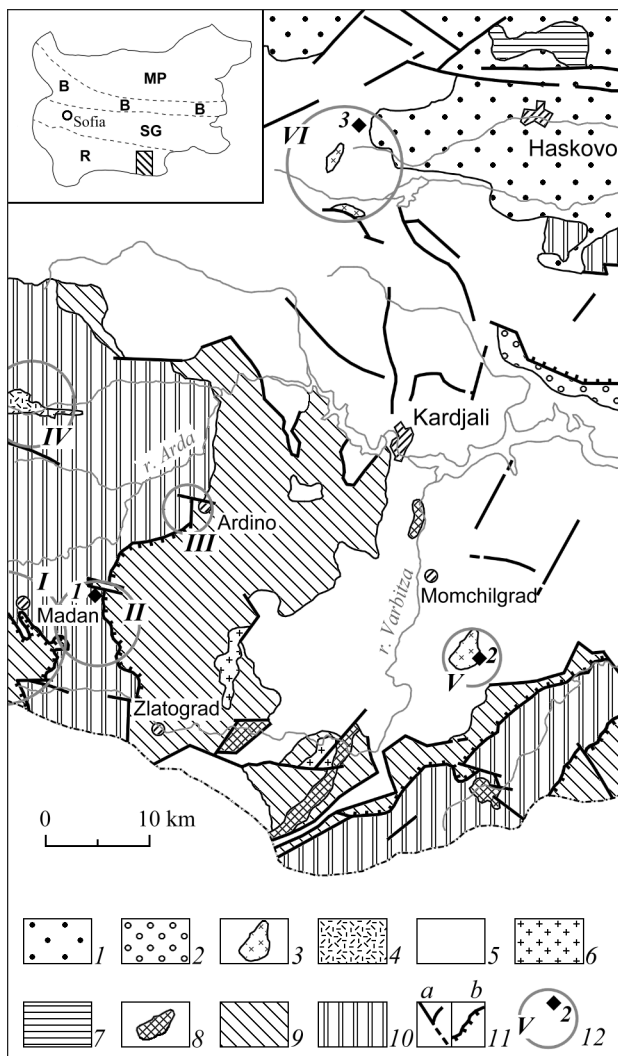 MP
B
B
B
Sofia
SG
R
VI
3
Haskovo
Kardjali
IV
r. Arda
III
Ardino
I
1
Madan
II
Momchilgrad
r. Varbitza
V
2
Zlatograd
0 10 km
1 2 3 4 5 6
a b
7 8 9 10 11 V 2 12